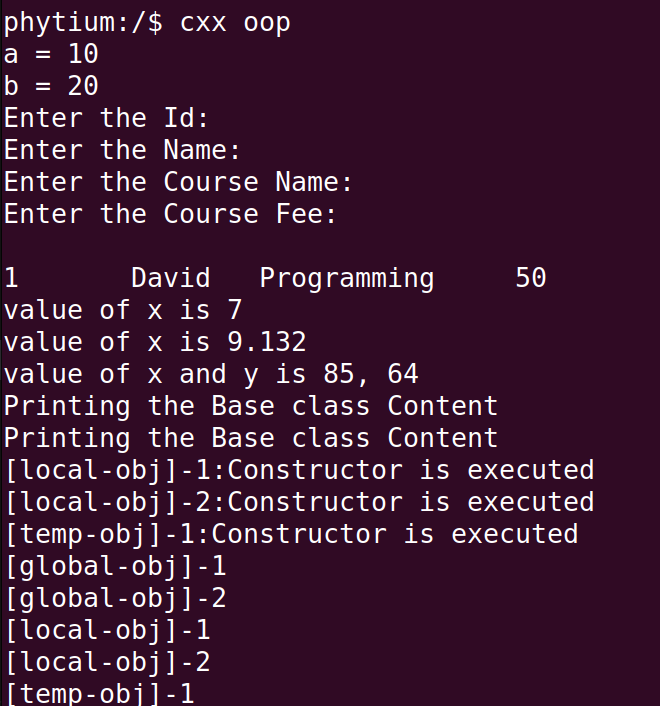 phytium:/$ cxx oop
a = 10
b = 20
Enter the Id:
Enter the Name:
Enter the Course Name:
Enter the Course Fee:
1       David   Programming     50
value of x is 7
value of x is 9.132
value of x and y is 85, 64
Printing the Base class Content
Printing the Base class Content
[local-obj]-1:Constructor is executed
[local-obj]-2:Constructor is executed
[temp-obj]-1:Constructor is executed
[global-obj]-1
[global-obj]-2
[local-obj]-1
[local-obj]-2
[temp-obj]-1